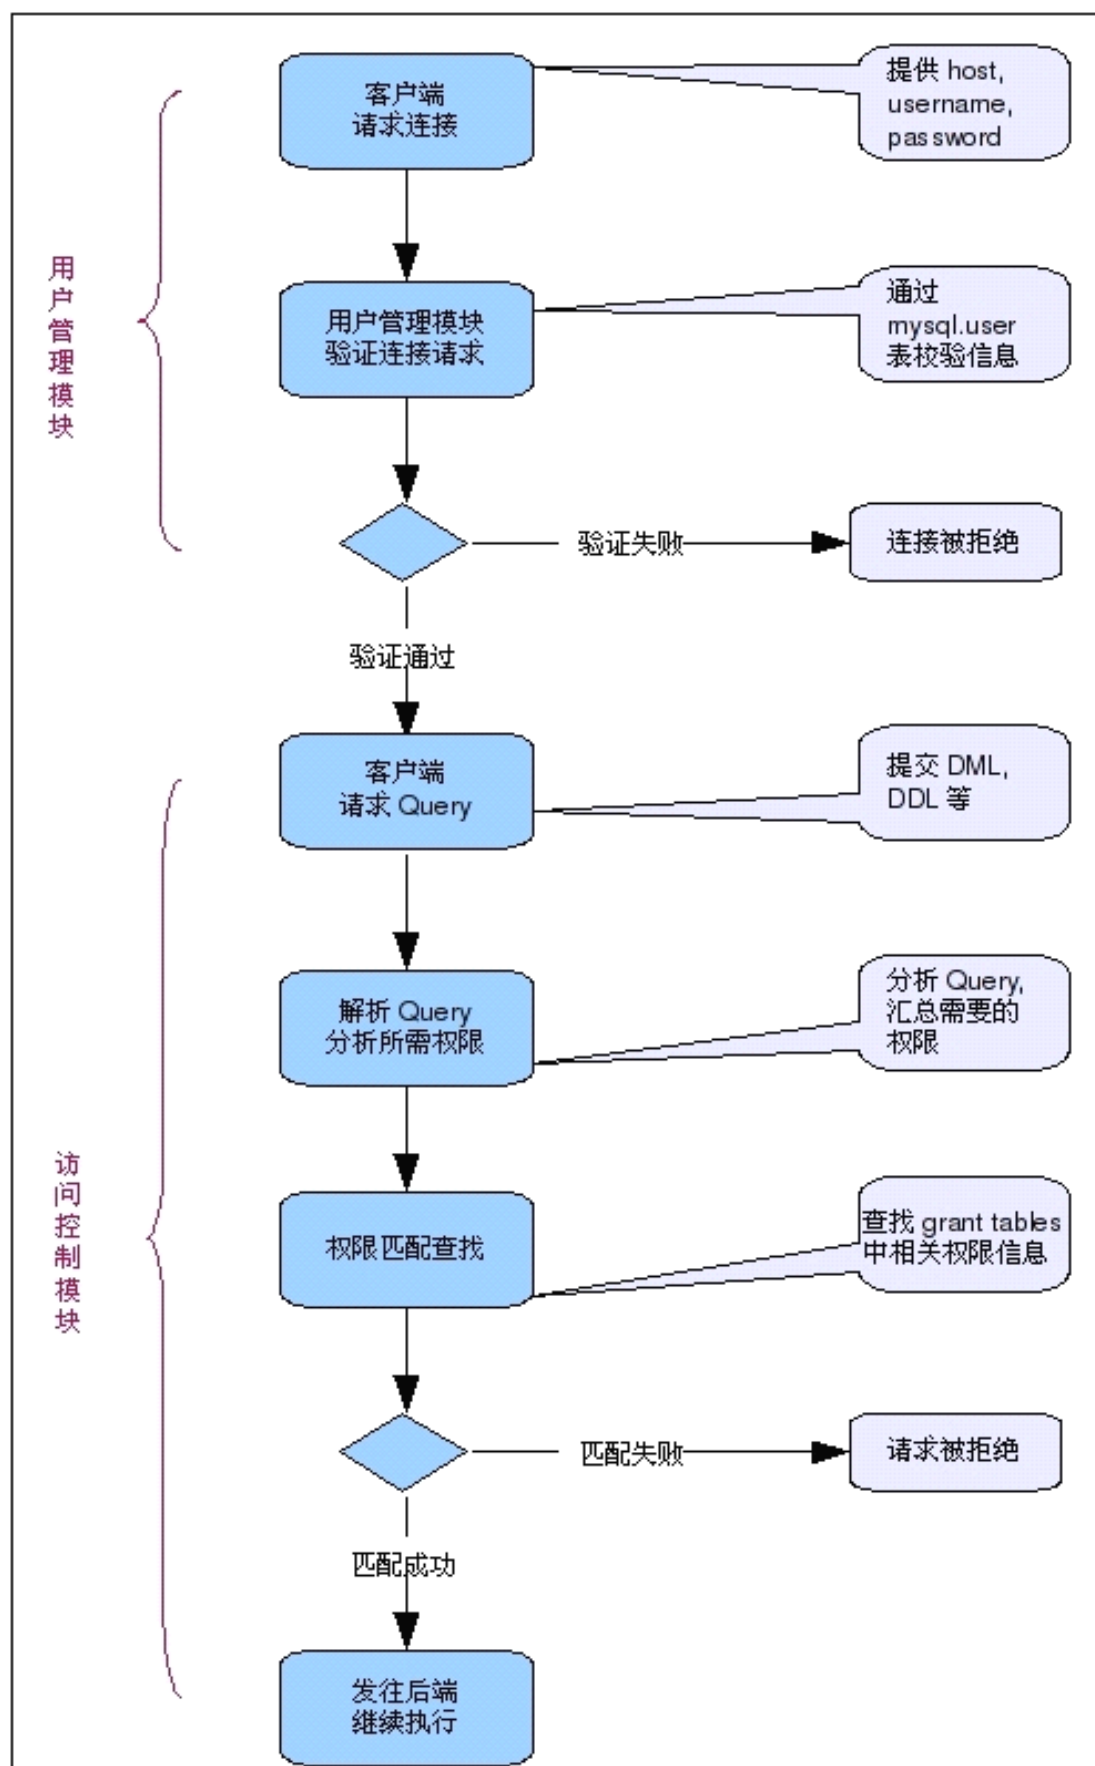 客户端
请求连接
提供 host,
username,
password
用户管理模块
用户管理模块
验证连接请求
通过
mysql.user
表校验信息
验证失败
连接被拒绝
验证通过
客户端
请求 Query
提交 DML,
DDL 等
解析 Query
分析所需权限
分析 Query,
汇总需要的
权限
访问控制模块
权限匹配查找
查找 grant tables
中相关权限信息
匹配失败
请求被拒绝
匹配成功
发往后端
继续执行